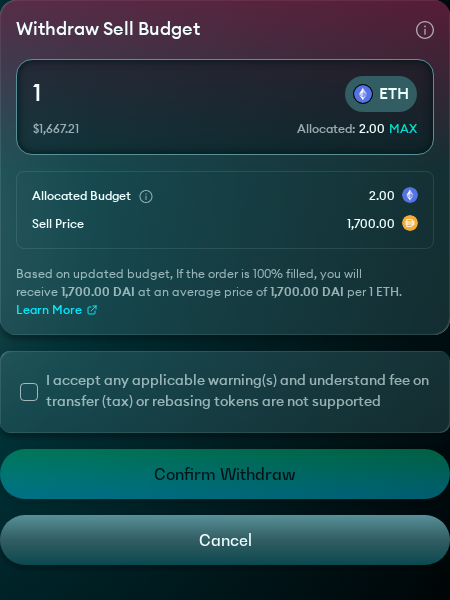 Withdraw Sell Budget
1
ETH
$1,667.21
Allocated: 2.00 MAX
Allocated Budget
2.00
Sell Price
1,700.00
Based on updated budget, If the order is 100% filled, you will
receive 1,700.00 DAI at an average price of 1,700.00 DAI per 1 ETH.
Learn More
I accept any applicable warning(s) and understand fee on
transfer (tax) or rebasing tokens are not supported
Confirm Withdraw
Cancel